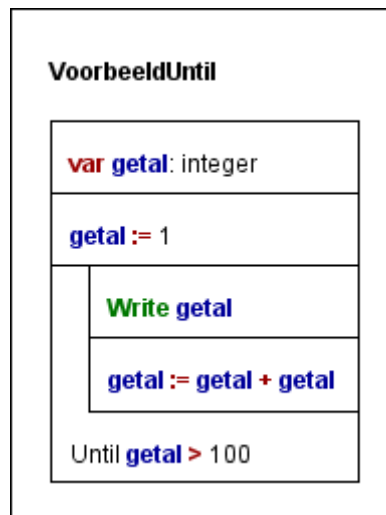 VoorbeeldUntil
var getal: integer
getal := 1
Write getal
getal := getal + getal
Until getal > 100